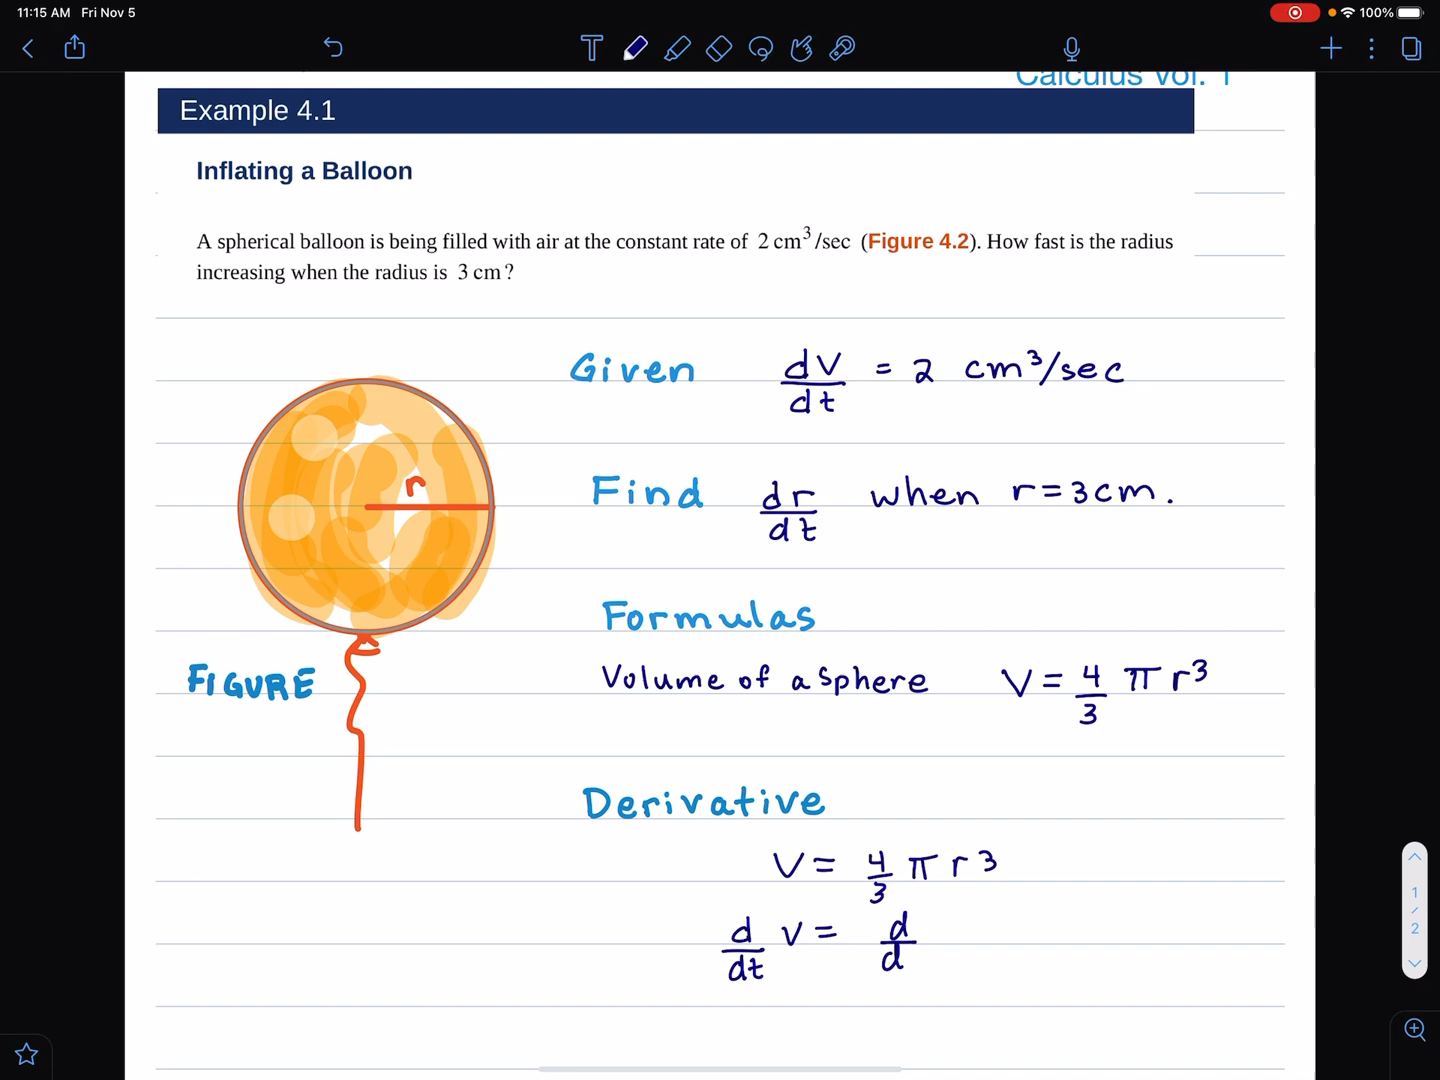 11:15 AM Fri Nov 5
100%
Calculus Vol. 1
Example 4.1
Inflating a Balloon
A spherical balloon is being filled with air at the constant rate of 2 cm³/sec (Figure 4.2). How fast is the radius
increasing when the radius is 3 cm?
Given dV/dt = 2 cm³/sec
r
Find dr/dt when r=3cm.
Formulas
FIGURE
Volume of a sphere V = 4/3 π r³
Derivative
V = 4/3 π r³
d/dt V = d/d
1/2